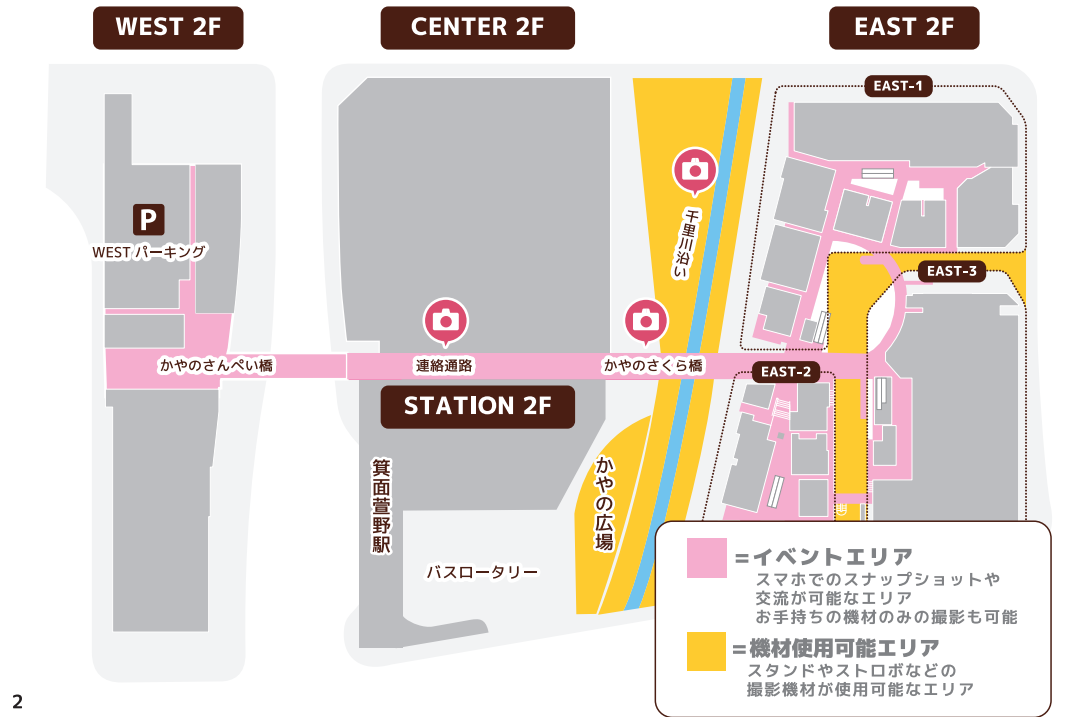 WEST 2F
CENTER 2F
EAST 2F
EAST-1
P
WEST パーキング
千里川沿い
EAST-3
かやのさんぺい橋
連絡通路
かやのさくら橋
EAST-2
STATION 2F
箕面萱野駅
かやの広場
バスロータリー
=イベントエリア
スマホでのスナップショットや
交流が可能なエリア
お手持ちの機材のみの撮影も可能
=機材使用可能エリア
スタンドやストロボなどの
撮影機材が使用可能なエリア
2